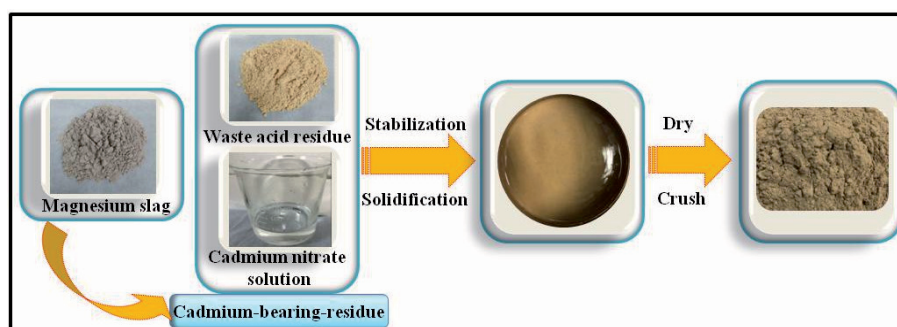 Waste acid residue
Magnesium slag
Cadmium nitrate
solution
Cadmium-bearing-residue
Stabilization
Solidification
Dry
Crush